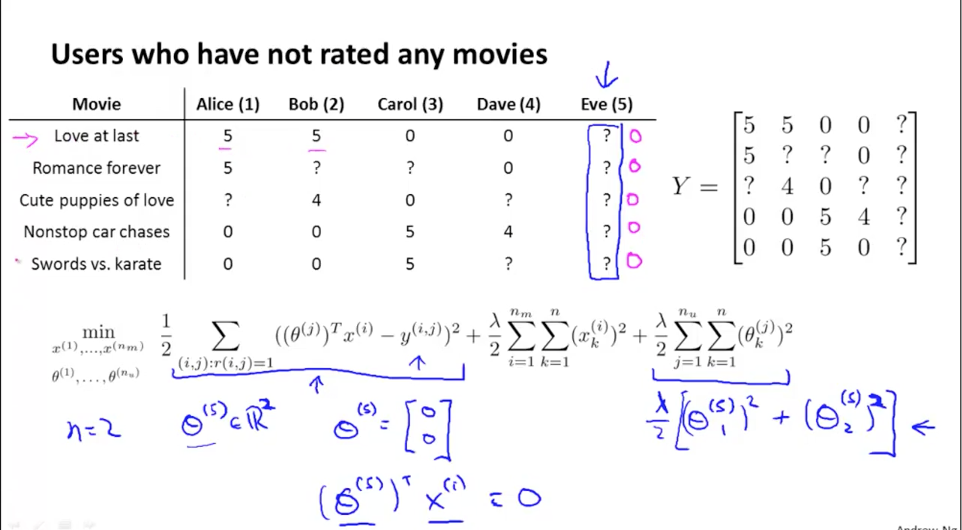 Users who have not rated any movies
Movie Alice (1) Bob (2) Carol (3) Dave (4) Eve (5)
Love at last 5 5 0 0 ? 0
Romance forever 5 ? ? 0 ? 0
Cute puppies of love ? 4 0 ? ? 0
Nonstop car chases 0 0 5 4 ? 0
Swords vs. karate 0 0 5 ? ? 0
Y = [5 5 0 0 ?
5 ? ? 0 ?
? 4 0 ? ?
0 0 5 4 ?
0 0 5 0 ?]
min x^(1),...,x^(n_m) θ^(1),...,θ^(n_u) 1/2 ∑_{(i,j):r(i,j)=1} ((θ^(j))^T x^(i) − y^(i,j))^2 + λ/2 ∑_{i=1}^{n_m} ∑_{k=1}^{n} (x_k^(i))^2 + λ/2 ∑_{j=1}^{n_u} ∑_{k=1}^{n} (θ_k^(j))^2
n=2 θ^(5) ∈ ℝ^2 θ^(5) = [0 0] λ/2 [(θ_1^(5))^2 + (θ_2^(5))^2] ←
(θ^(5))^T x^(i) = 0
Andrew Ng